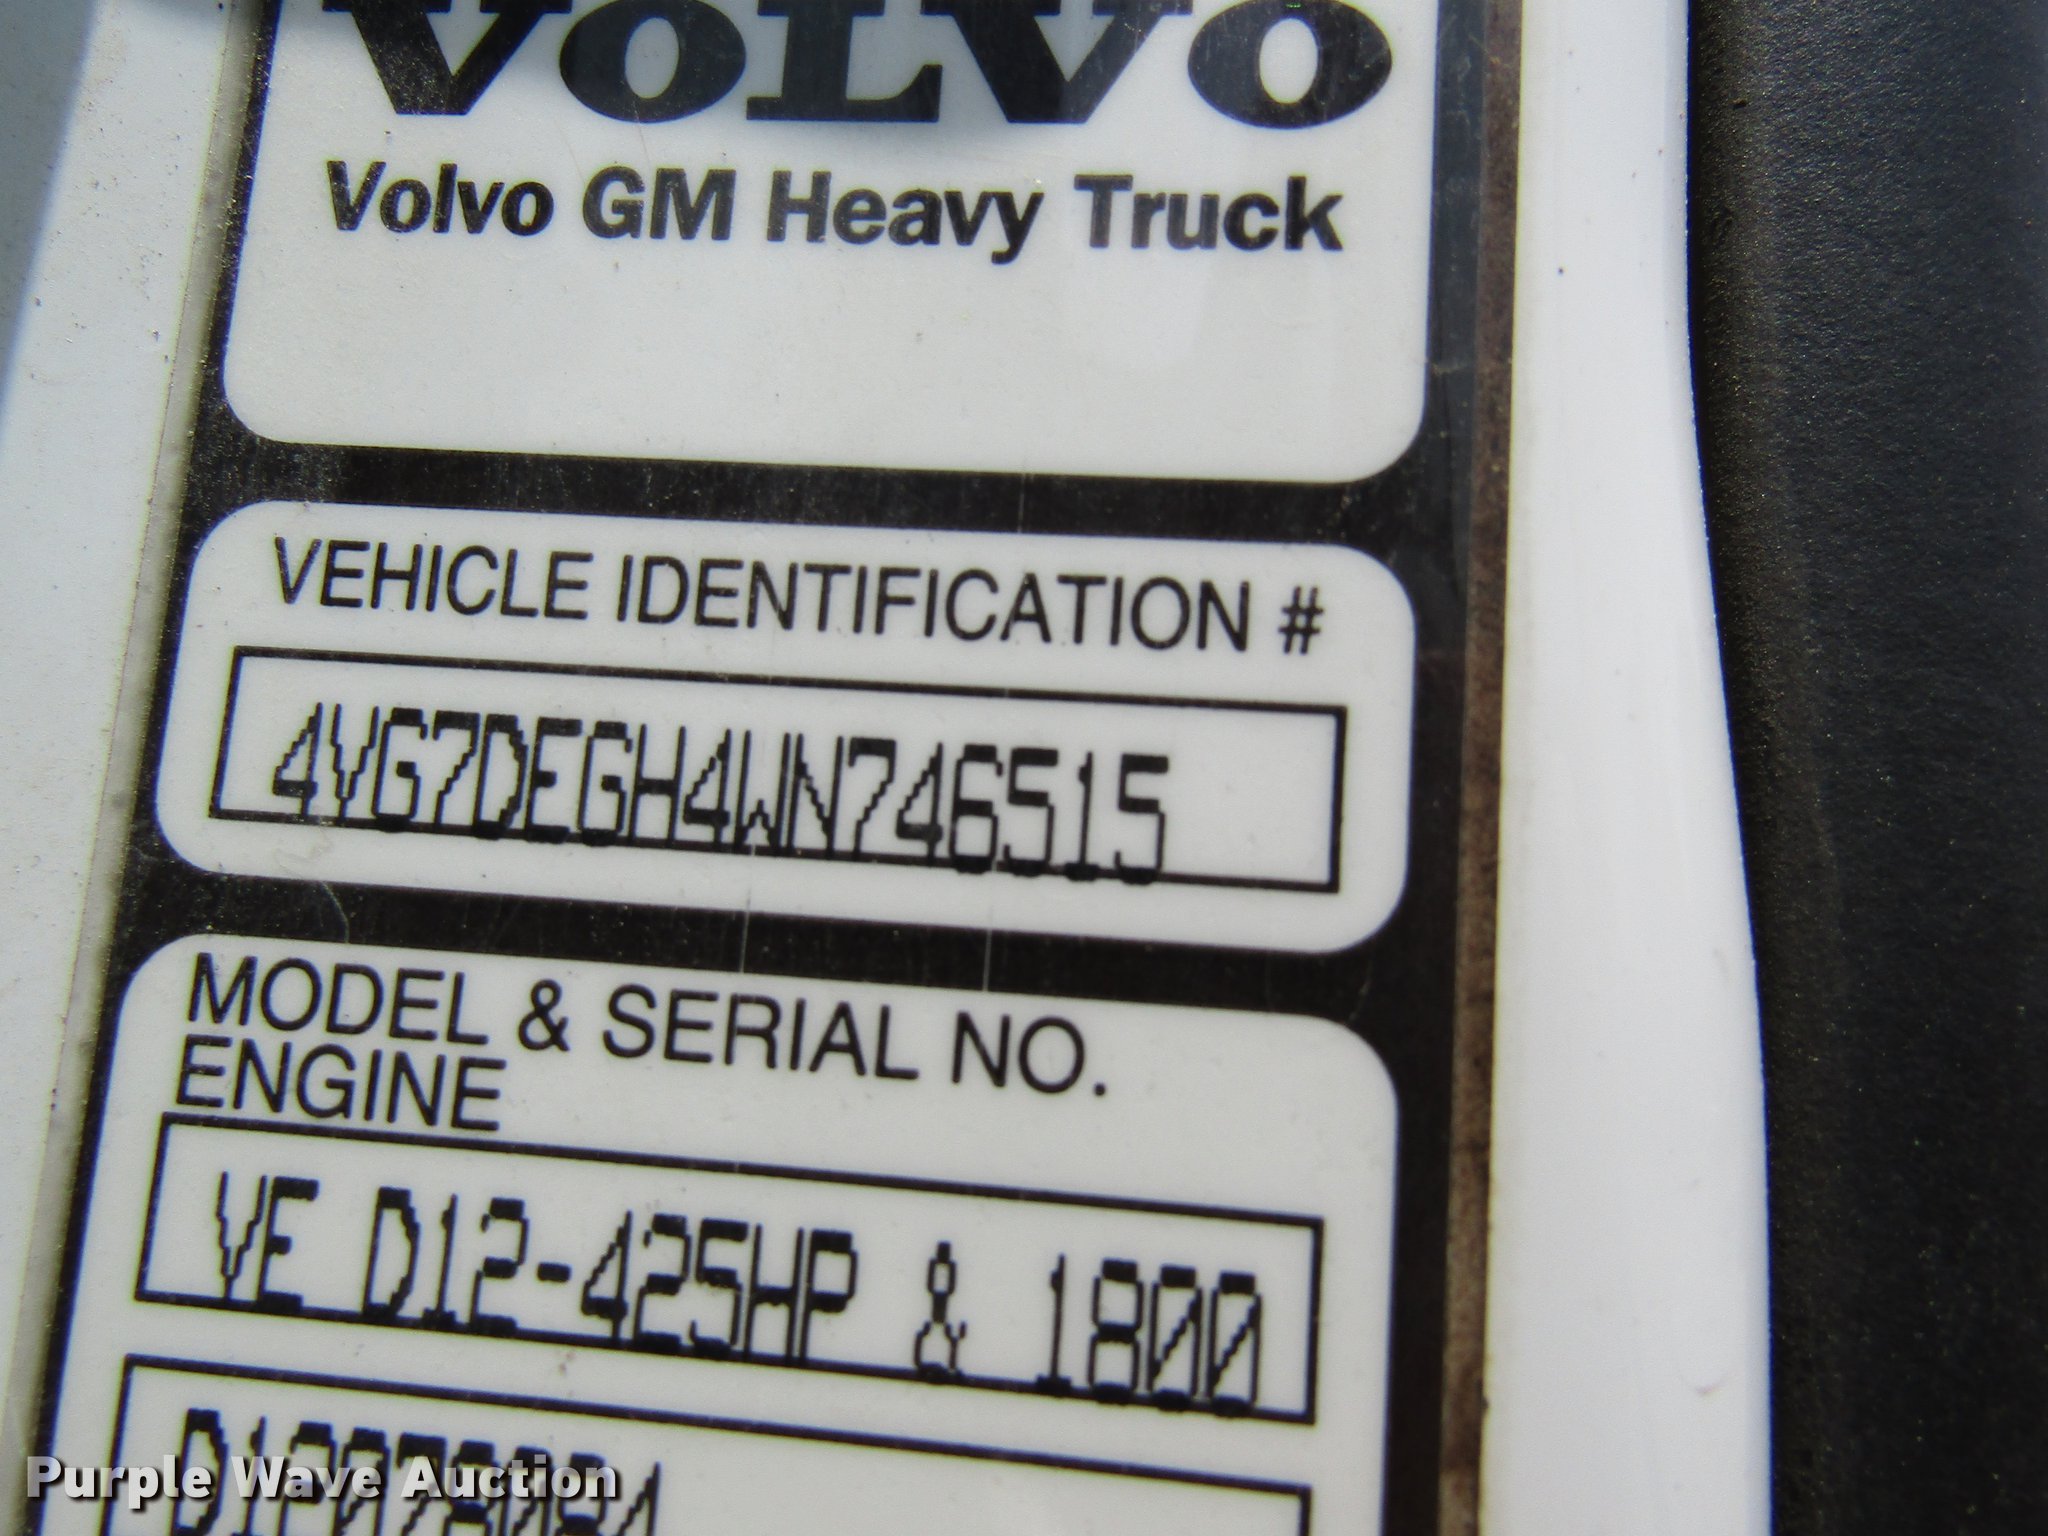 VOLVO
Volvo GM Heavy Truck
VEHICLE IDENTIFICATION #
4VG7DEGH4WN746515
MODEL & SERIAL NO.
ENGINE
VE D12-425HP & 1800
Purple Wave Auction